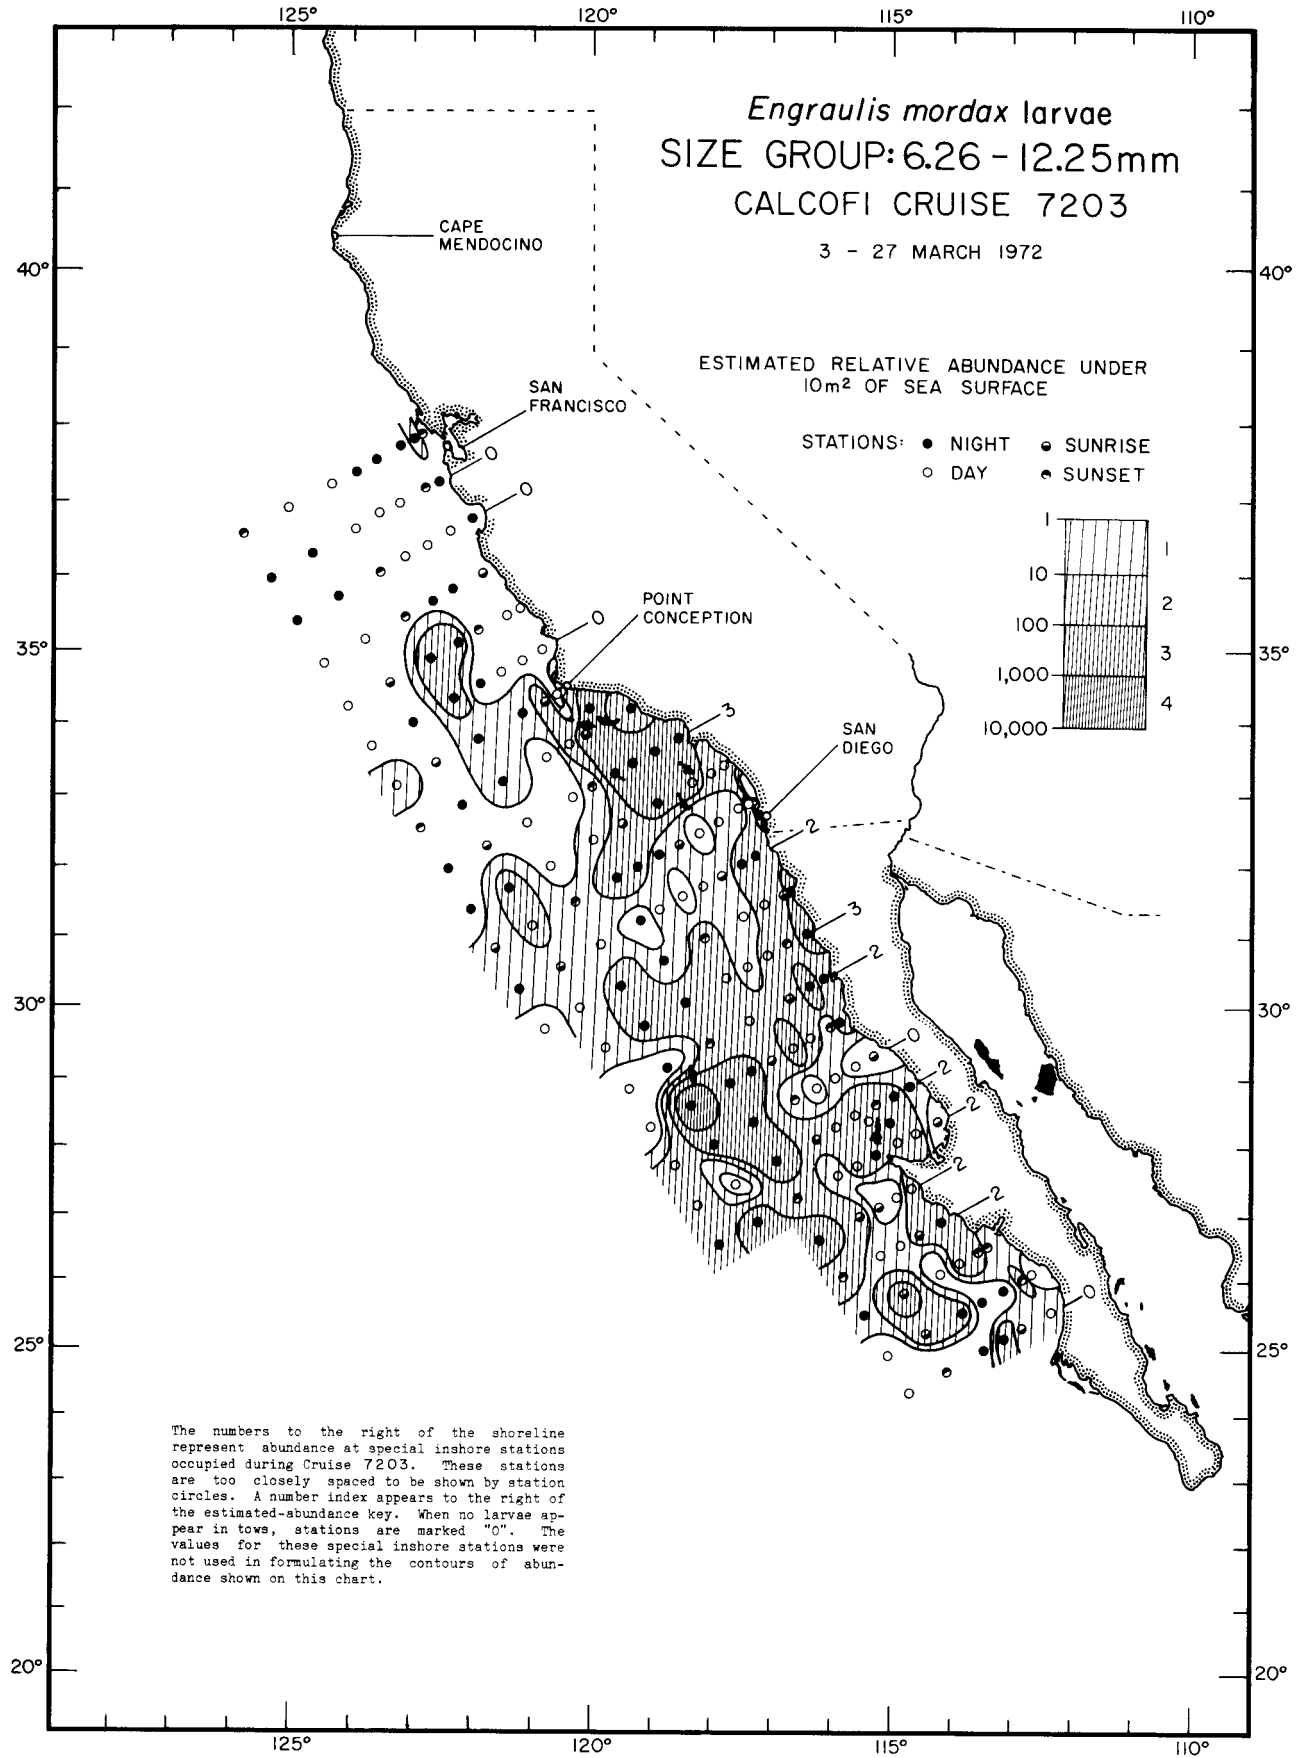 125° 120° 115° 110°
Engraulis mordax larvae
SIZE GROUP: 6.26 - 12.25mm
CALCOFI CRUISE 7203
3 - 27 MARCH 1972
CAPE
MENDOCINO
40° 40°
ESTIMATED RELATIVE ABUNDANCE UNDER
10m² OF SEA SURFACE
SAN
FRANCISCO
STATIONS: ● NIGHT SUNRISE
○ DAY SUNSET
0
0
1
1
10
2
100
3
1,000
4
10,000
POINT
CONCEPTION
0
35° 35°
3
SAN
DIEGO
2
3
2
30° 30°
0
2
2
2
2
0
25° 25°
The numbers to the right of the shoreline
represent abundance at special inshore stations
occupied during Cruise 7203. These stations
are too closely spaced to be shown by station
circles. A number index appears to the right of
the estimated-abundance key. When no larvae ap-
pear in tows, stations are marked "0". The
values for these special inshore stations were
not used in formulating the contours of abun-
dance shown on this chart.
20° 20°
125° 120° 115° 110°